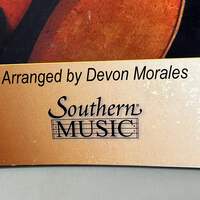 Arranged by Devon Morales
Southern
MUSIC